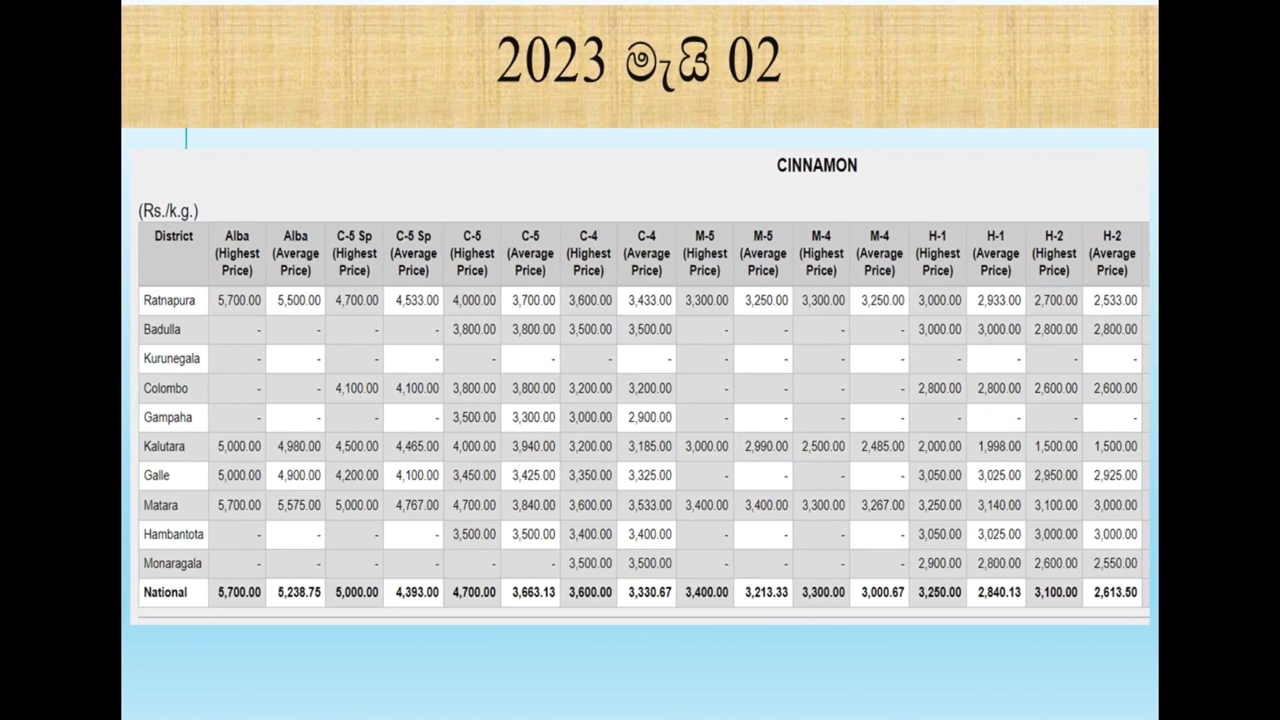 2023 මැයි 02
CINNAMON
(Rs./k.g.)
District Alba (Highest Price) Alba (Average Price) C-5 Sp (Highest Price) C-5 Sp (Average Price) C-5 (Highest Price) C-5 (Average Price) C-4 (Highest Price) C-4 (Average Price) M-5 (Highest Price) M-5 (Average Price) M-4 (Highest Price) M-4 (Average Price) H-1 (Highest Price) H-1 (Average Price) H-2 (Highest Price) H-2 (Average Price)
Ratnapura 5,700.00 5,500.00 4,700.00 4,533.00 4,000.00 3,700.00 3,600.00 3,433.00 3,300.00 3,250.00 3,300.00 3,250.00 3,000.00 2,933.00 2,700.00 2,533.00
Badulla - - - - 3,800.00 3,800.00 3,500.00 3,500.00 - - - - 3,000.00 3,000.00 2,800.00 2,800.00
Kurunegala - - - - - - - - - - - - - - - -
Colombo - - 4,100.00 4,100.00 3,800.00 3,800.00 3,200.00 3,200.00 - - - - 2,800.00 2,800.00 2,600.00 2,600.00
Gampaha - - - - 3,500.00 3,300.00 3,000.00 2,900.00 - - - - - - - -
Kalutara 5,000.00 4,980.00 4,500.00 4,465.00 4,000.00 3,940.00 3,200.00 3,185.00 3,000.00 2,990.00 2,500.00 2,485.00 2,000.00 1,998.00 1,500.00 1,500.00
Galle 5,000.00 4,900.00 4,200.00 4,100.00 3,450.00 3,425.00 3,350.00 3,325.00 - - - - 3,050.00 3,025.00 2,950.00 2,925.00
Matara 5,700.00 5,575.00 5,000.00 4,767.00 4,700.00 3,840.00 3,600.00 3,533.00 3,400.00 3,400.00 3,300.00 3,267.00 3,250.00 3,140.00 3,100.00 3,000.00
Hambantota - - - - 3,500.00 3,500.00 3,400.00 3,400.00 - - - - 3,050.00 3,025.00 3,000.00 3,000.00
Monaragala - - - - - - 3,500.00 3,500.00 - - - - 2,900.00 2,800.00 2,600.00 2,550.00
National 5,700.00 5,238.75 5,000.00 4,393.00 4,700.00 3,663.13 3,600.00 3,330.67 3,400.00 3,213.33 3,300.00 3,000.67 3,250.00 2,840.13 3,100.00 2,613.50